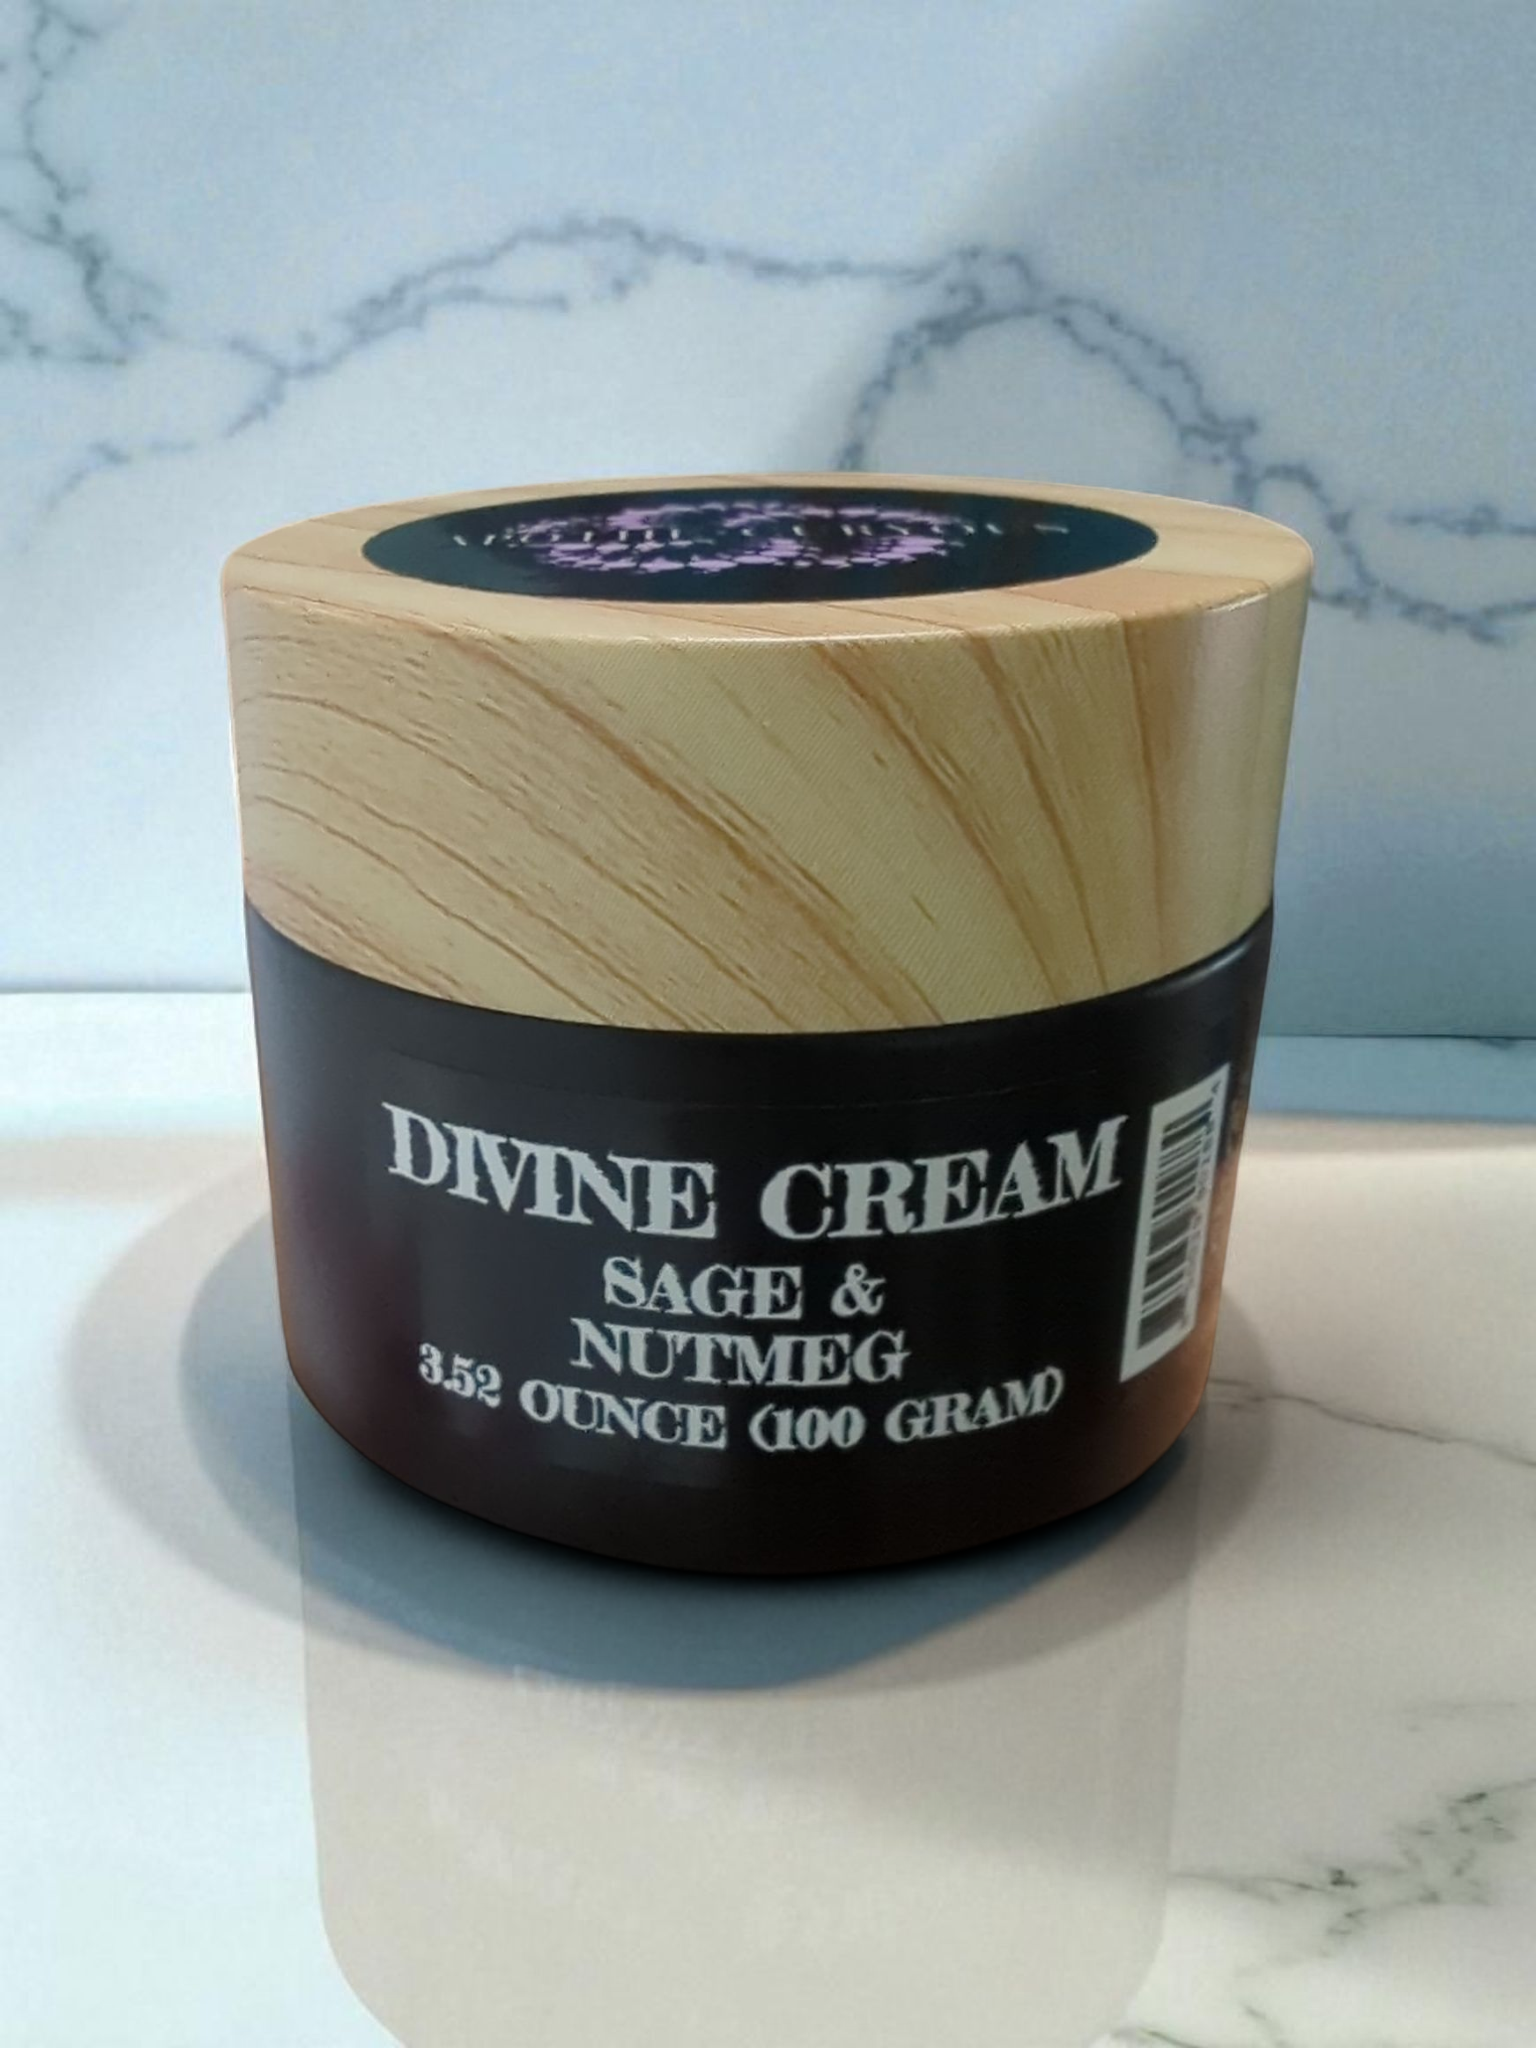 DIVINE CREAM
SAGE &
NUTMEG
3.52 OUNCE (100 GRAM)